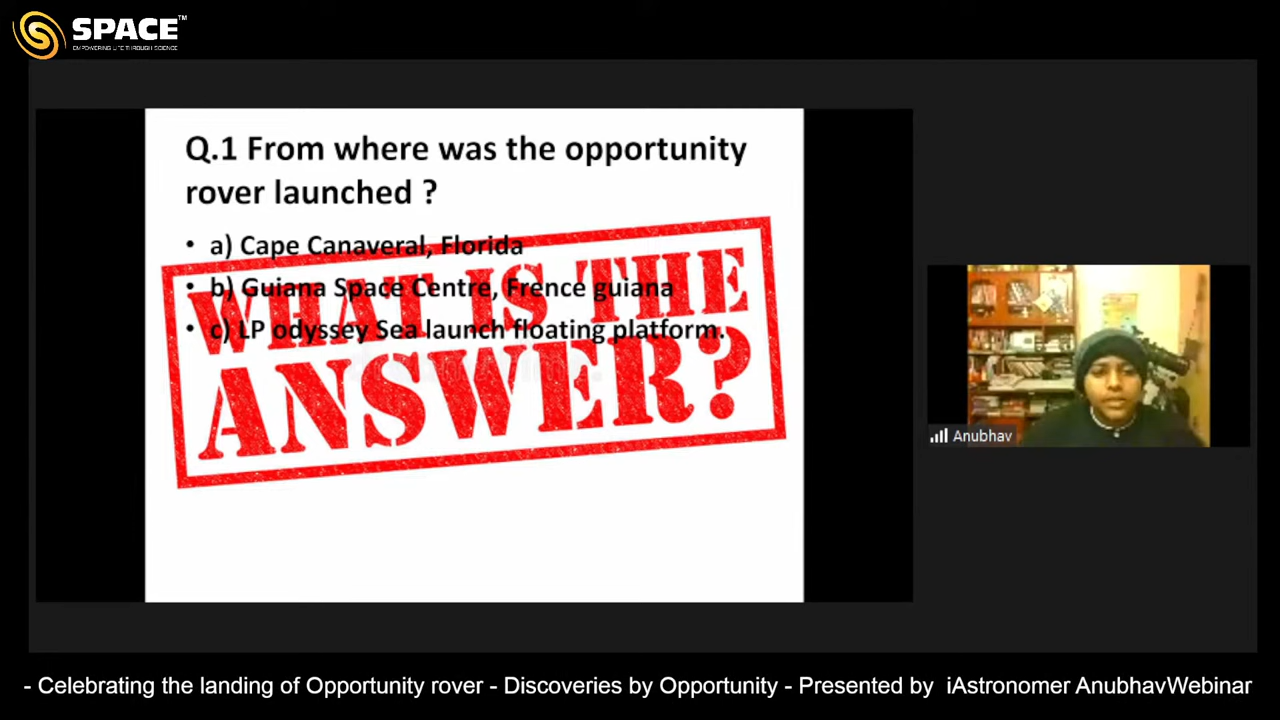 SPACE™
EMPOWERING LIFE THROUGH SCIENCE
Q.1 From where was the opportunity
rover launched ?
• a) Cape Canaveral, Florida
• b) Guiana Space Centre, Frence guiana
• c) LP odyssey Sea launch floating platform.
WHAT IS THE
ANSWER?
Anubhav
- Celebrating the landing of Opportunity rover - Discoveries by Opportunity - Presented by iAstronomer AnubhavWebinar